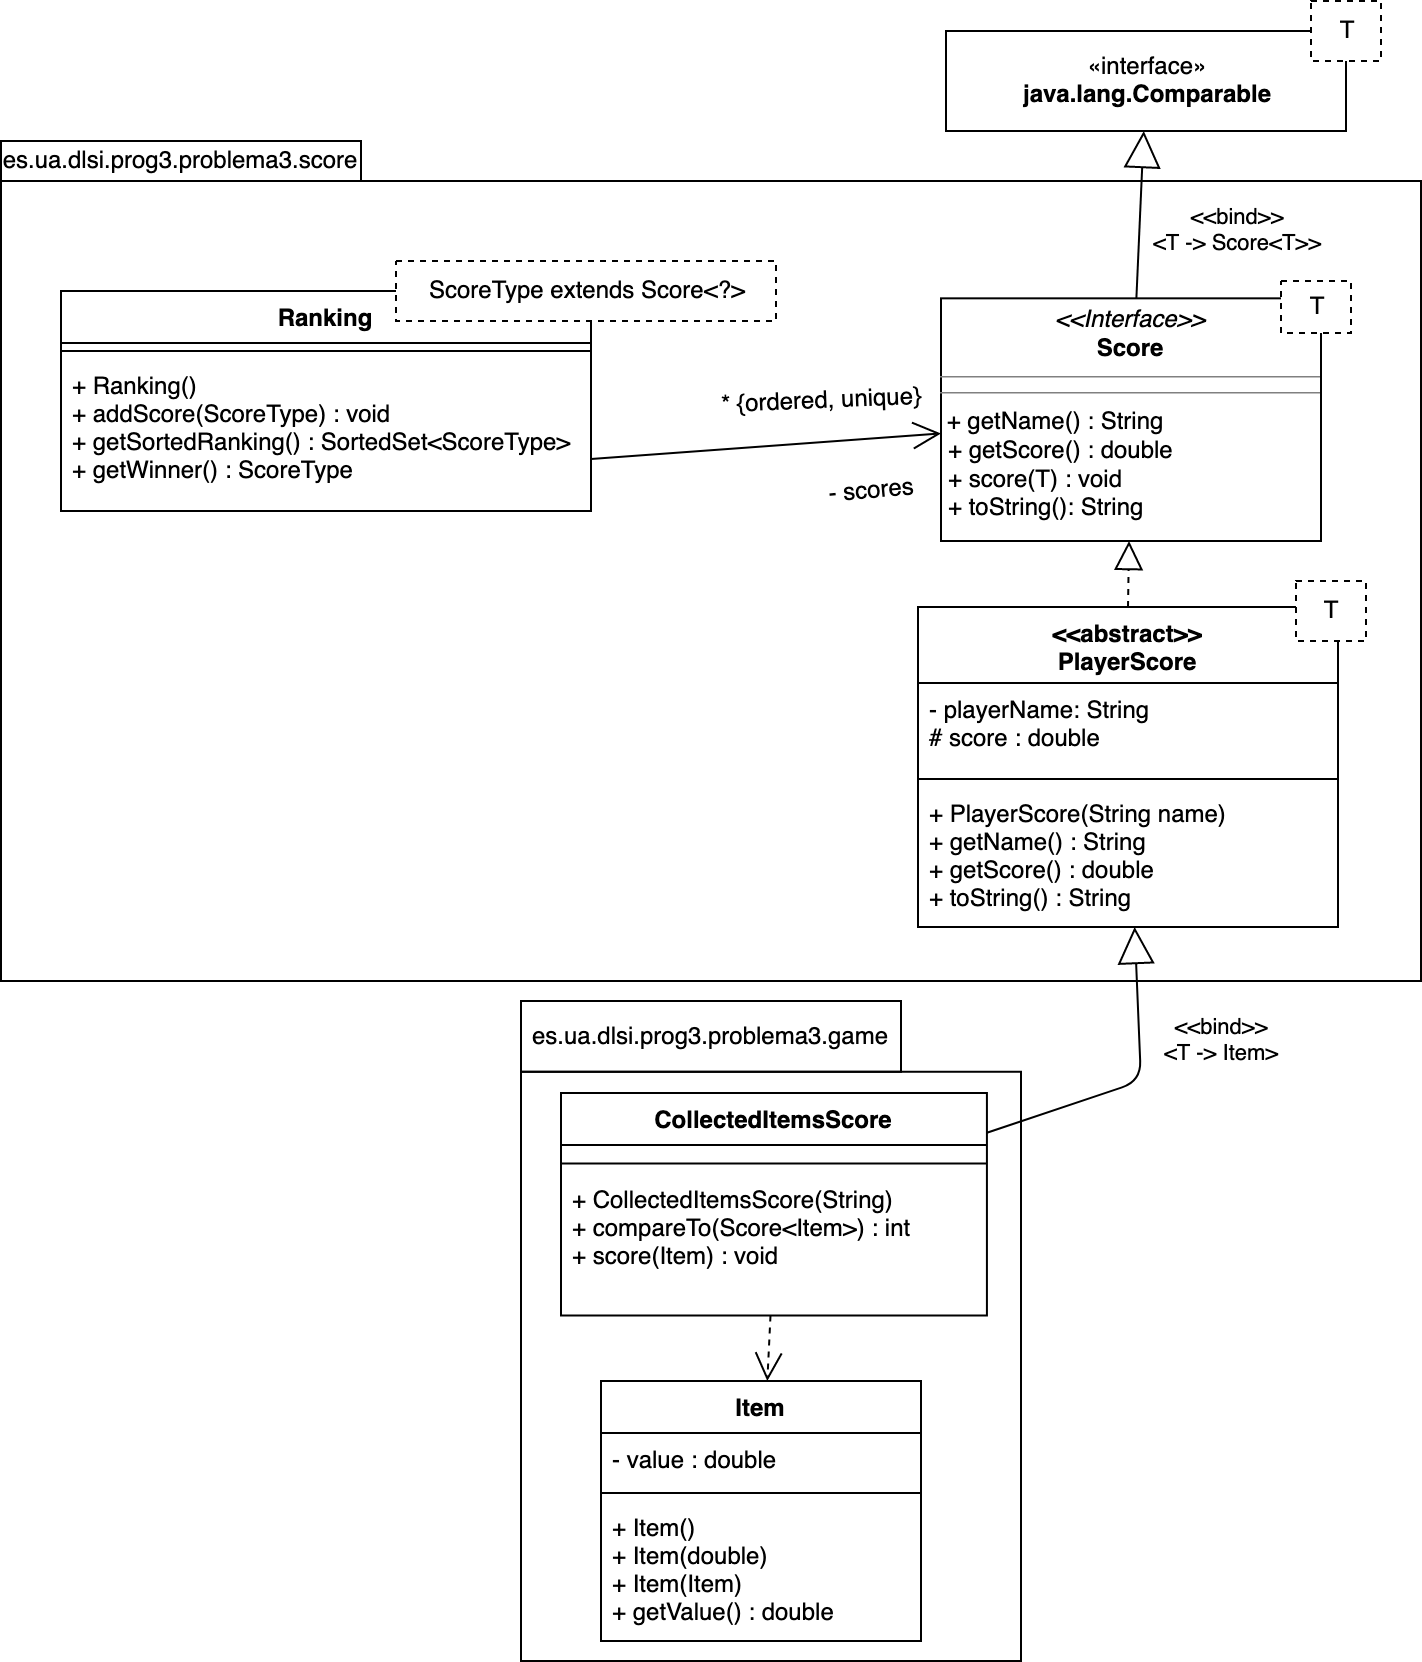 T
«interface»
java.lang.Comparable
es.ua.dlsi.prog3.problema3.score
<<bind>>
<T -> Score<T>>
ScoreType extends Score<?>
Ranking
+ Ranking()
+ addScore(ScoreType) : void
+ getSortedRanking() : SortedSet<ScoreType>
+ getWinner() : ScoreType
* {ordered, unique}
- scores
T
<<Interface>>
Score
+ getName() : String
+ getScore() : double
+ score(T) : void
+ toString(): String
T
<<abstract>>
PlayerScore
- playerName: String
# score : double
+ PlayerScore(String name)
+ getName() : String
+ getScore() : double
+ toString() : String
<<bind>>
<T -> Item>
es.ua.dlsi.prog3.problema3.game
CollectedItemsScore
+ CollectedItemsScore(String)
+ compareTo(Score<Item>) : int
+ score(Item) : void
Item
- value : double
+ Item()
+ Item(double)
+ Item(Item)
+ getValue() : double